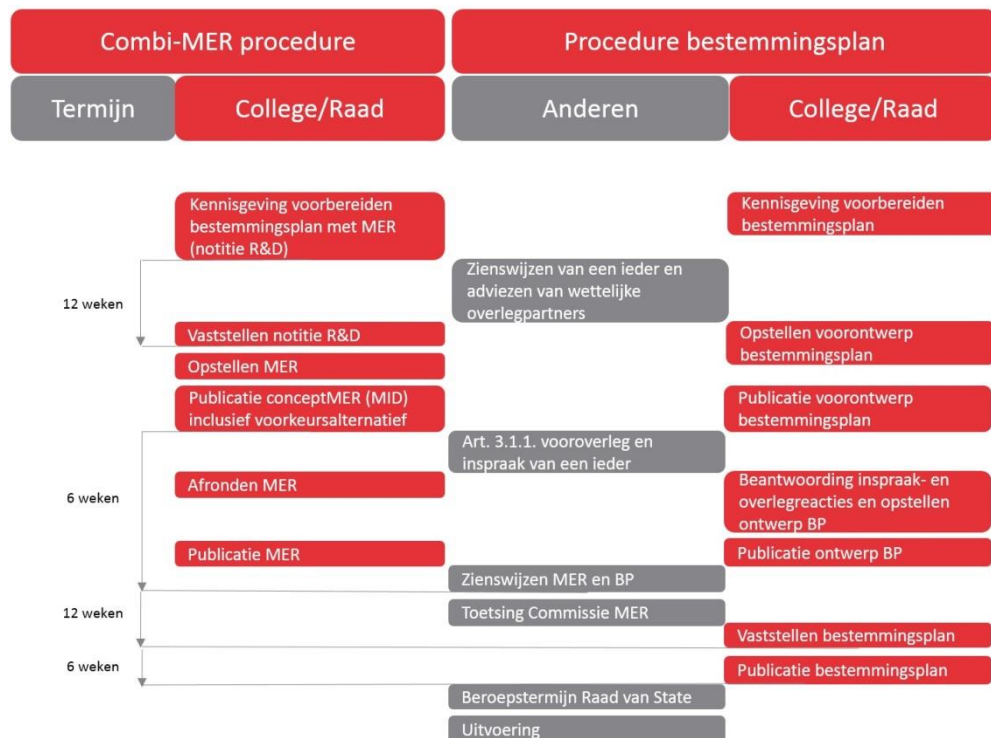 Combi-MER procedure
Procedure bestemmingsplan
Termijn
College/Raad
Anderen
College/Raad
Kennisgeving voorbereiden
bestemmingsplan met MER
(notitie R&D)
Kennisgeving voorbereiden
bestemmingsplan
12 weken
Zienswijzen van een ieder en
adviezen van wettelijke
overlegpartners
Vaststellen notitie R&D
Opstellen voorontwerp
bestemmingsplan
Opstellen MER
Publicatie conceptMER (MID)
inclusief voorkeursalternatief
Publicatie voorontwerp
bestemmingsplan
Art. 3.1.1. vooroverleg en
inspraak van een ieder
6 weken
Afronden MER
Beantwoording inspraak- en
overlegreacties en opstellen
ontwerp BP
Publicatie MER
Publicatie ontwerp BP
Zienswijzen MER en BP
12 weken
Toetsing Commissie MER
Vaststellen bestemmingsplan
6 weken
Publicatie bestemmingsplan
Beroepstermijn Raad van State
Uitvoering